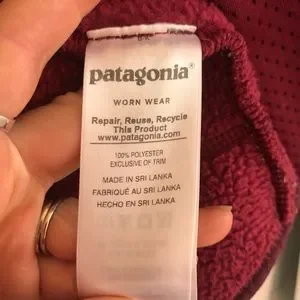 patagonia®
WORN WEAR
Repair, Reuse, Recycle
This Product
www.patagonia.com
100% POLYESTER
EXCLUSIVE OF TRIM
MADE IN SRI LANKA
FABRIQUÉ AU SRI LANKA
HECHO EN SRI LANKA